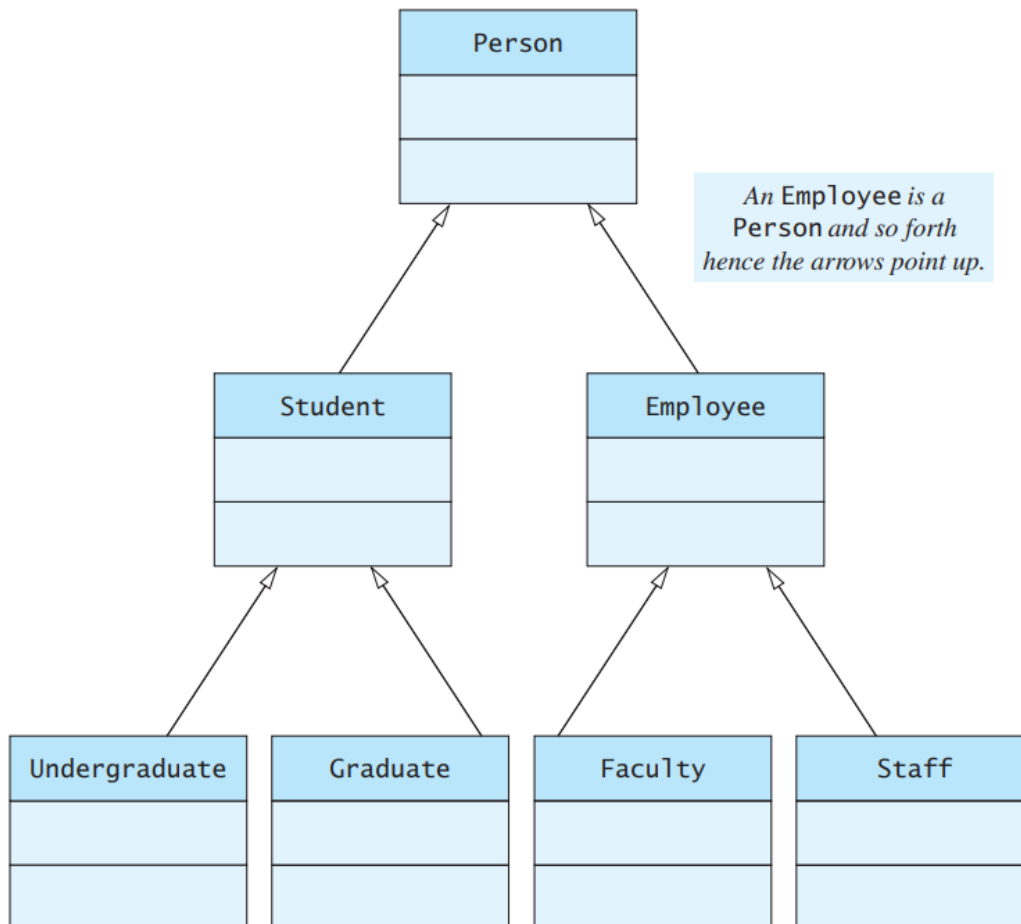 Person
An Employee is a
Person and so forth
hence the arrows point up.
Student
Employee
Undergraduate
Graduate
Faculty
Staff